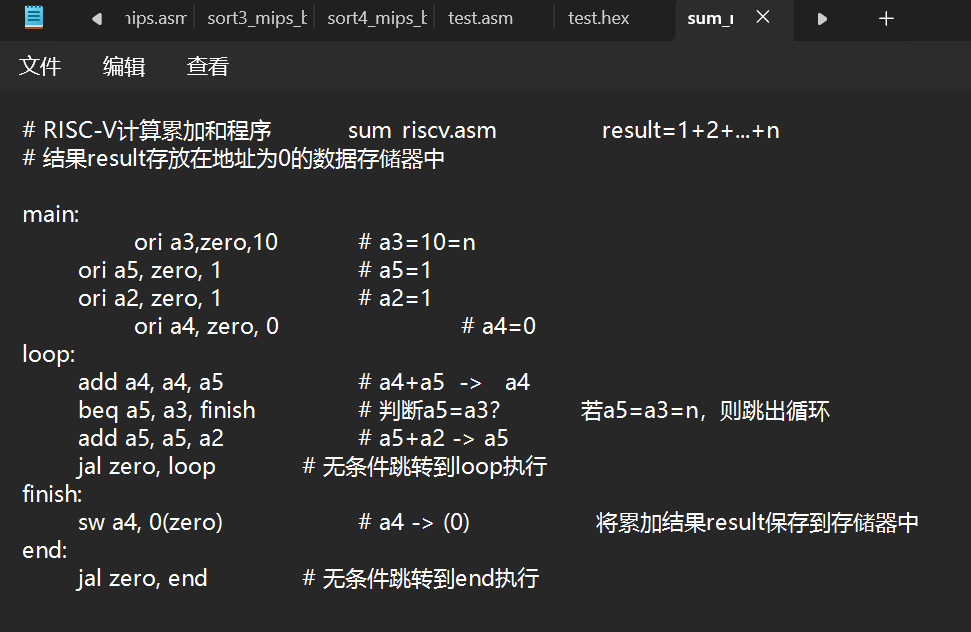 sort3_mips_b
sort4_mips_b
test.asm
test.hex
文件 编辑 查看
# RISC-V计算累加和程序 sum riscv.asm result=1+2+...+n
# 结果result存放在地址为0的数据存储器中
main:
ori a3,zero,10 # a3=10=n
ori a5, zero, 1 # a5=1
ori a2, zero, 1 # a2=1
ori a4, zero, 0 # a4=0
loop:
add a4, a4, a5 # a4+a5 -> a4
beq a5, a3, finish # 判断a5=a3? 若a5=a3=n，则跳出循环
add a5, a5, a2 # a5+a2 -> a5
jal zero, loop # 无条件跳转到loop执行
finish:
sw a4, 0(zero) # a4 -> (0) 将累加结果result保存到存储器中
end:
jal zero, end # 无条件跳转到end执行